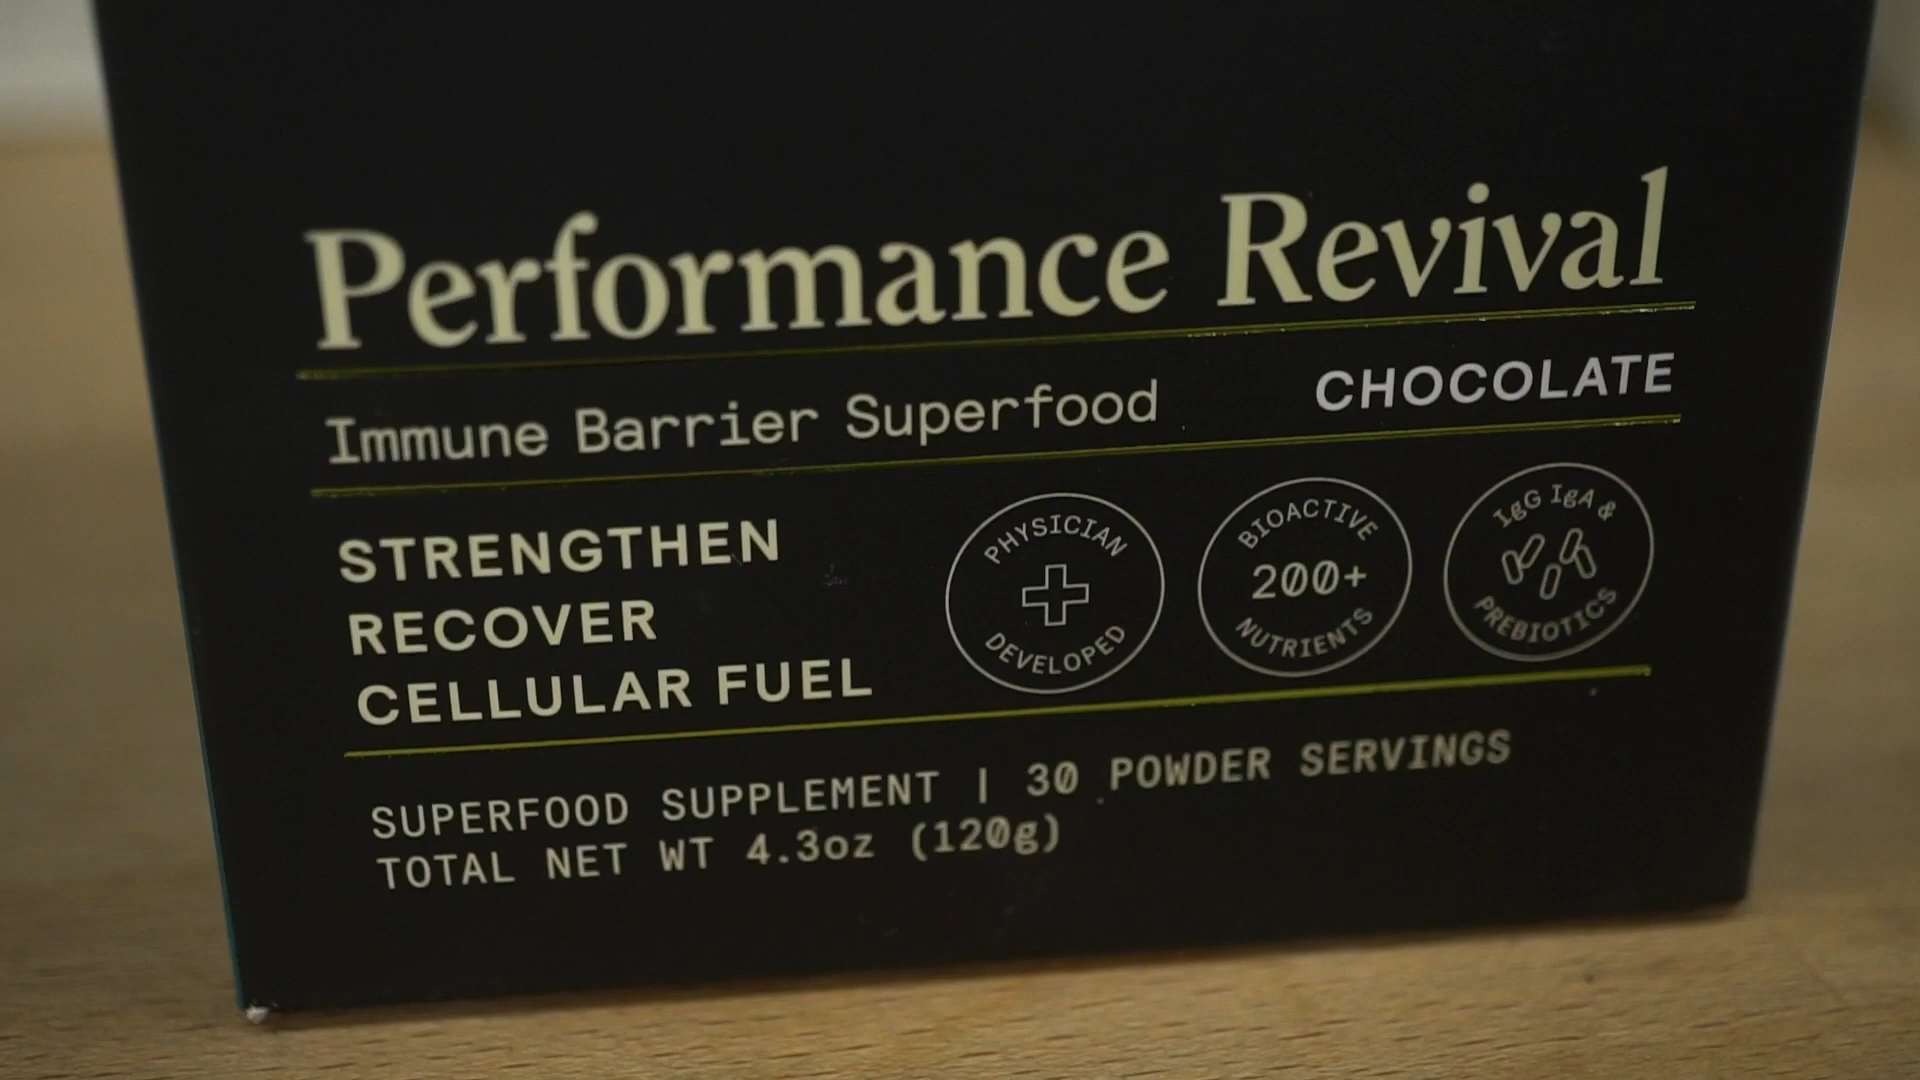 Performance Revival
Immune Barrier Superfood
CHOCOLATE
STRENGTHEN
RECOVER
CELLULAR FUEL
PHYSICIAN
DEVELOPED
BIOACTIVE
200+
NUTRIENTS
IgG IgA &
PREBIOTICS
SUPERFOOD SUPPLEMENT | 30 POWDER SERVINGS
TOTAL NET WT 4.3oz (120g)